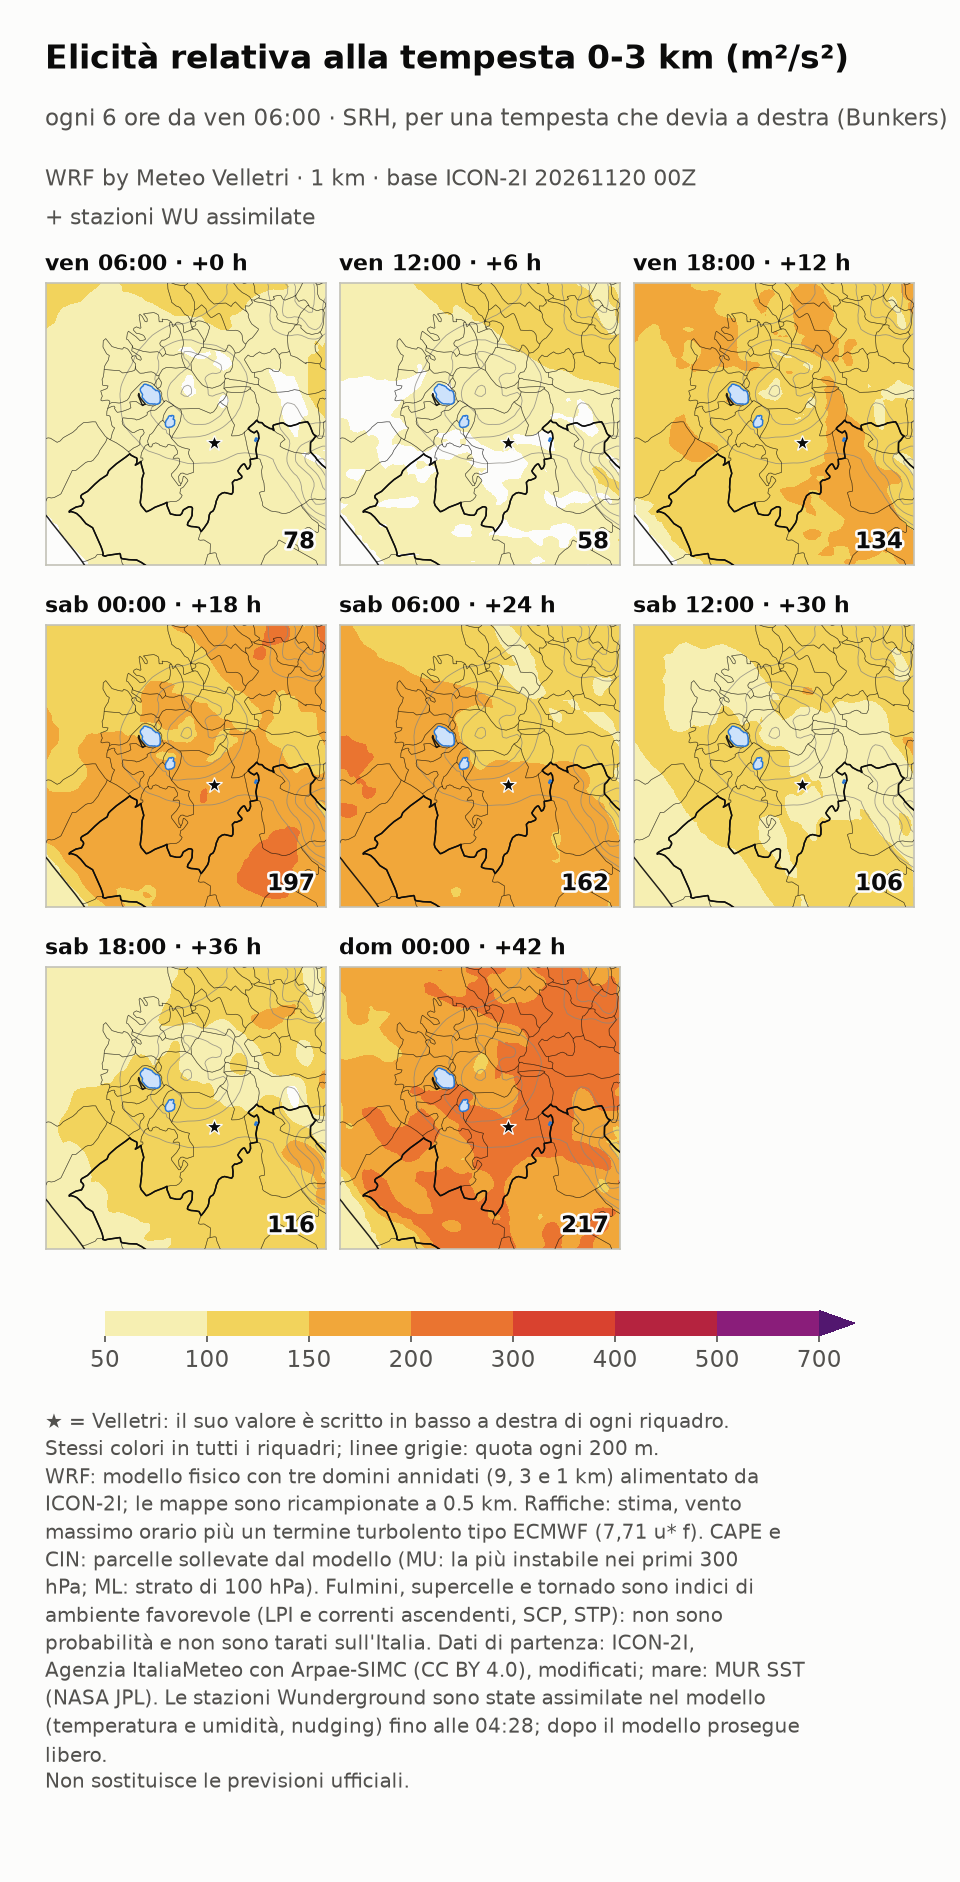 Elicità relativa alla tempesta 0-3 km (m²/s²)
ogni 6 ore da ven 06:00 · SRH, per una tempesta che devia a destra (Bunkers)
WRF by Meteo Velletri · 1 km · base ICON-2I 20261120 00Z
+ stazioni WU assimilate
ven 06:00 · +0 h
ven 12:00 · +6 h
ven 18:00 · +12 h
78
58
134
sab 00:00 · +18 h
sab 06:00 · +24 h
sab 12:00 · +30 h
197
162
106
sab 18:00 · +36 h
dom 00:00 · +42 h
116
217
50 100 150 200 300 400 500 700
★ = Velletri: il suo valore è scritto in basso a destra di ogni riquadro.
Stessi colori in tutti i riquadri; linee grigie: quota ogni 200 m.
WRF: modello fisico con tre domini annidati (9, 3 e 1 km) alimentato da
ICON-2I; le mappe sono ricampionate a 0.5 km. Raffiche: stima, vento
massimo orario più un termine turbolento tipo ECMWF (7,71 u* f). CAPE e
CIN: parcelle sollevate dal modello (MU: la più instabile nei primi 300
hPa; ML: strato di 100 hPa). Fulmini, supercelle e tornado sono indici di
ambiente favorevole (LPI e correnti ascendenti, SCP, STP): non sono
probabilità e non sono tarati sull'Italia. Dati di partenza: ICON-2I,
Agenzia ItaliaMeteo con Arpae-SIMC (CC BY 4.0), modificati; mare: MUR SST
(NASA JPL). Le stazioni Wunderground sono state assimilate nel modello
(temperatura e umidità, nudging) fino alle 04:28; dopo il modello prosegue
libero.
Non sostituisce le previsioni ufficiali.